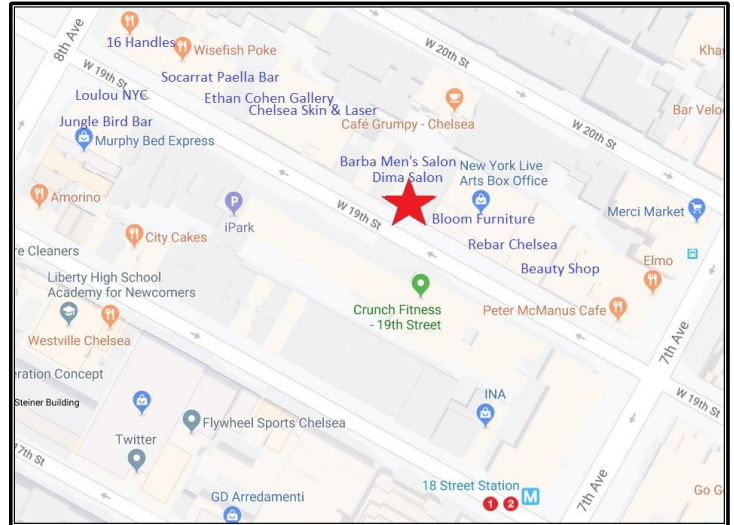 8th Ave
16 Handles
Wisefish Poke
W 20th St
Kha
W 19th St
Socarrat Paella Bar
Loulou NYC
Ethan Cohen Gallery
Chelsea Skin & Laser
Bar Velo
Jungle Bird Bar
Café Grumpy - Chelsea
W 20th St
Murphy Bed Express
Barba Men's Salon
Dima Salon
New York Live
Arts Box Office
Amorino
iPark
W 19th St
Bloom Furniture
Merci Market
City Cakes
Rebar Chelsea
re Cleaners
Beauty Shop
Elmo
Liberty High School
Academy for Newcomers
Crunch Fitness
- 19th Street
Peter McManus Cafe
Westville Chelsea
7th Ave
eration Concept
INA
W 19th St
Steiner Building
Flywheel Sports Chelsea
Twitter
17th St
18 Street Station
M
1 2
7th Ave
Go G
GD Arredamenti
P